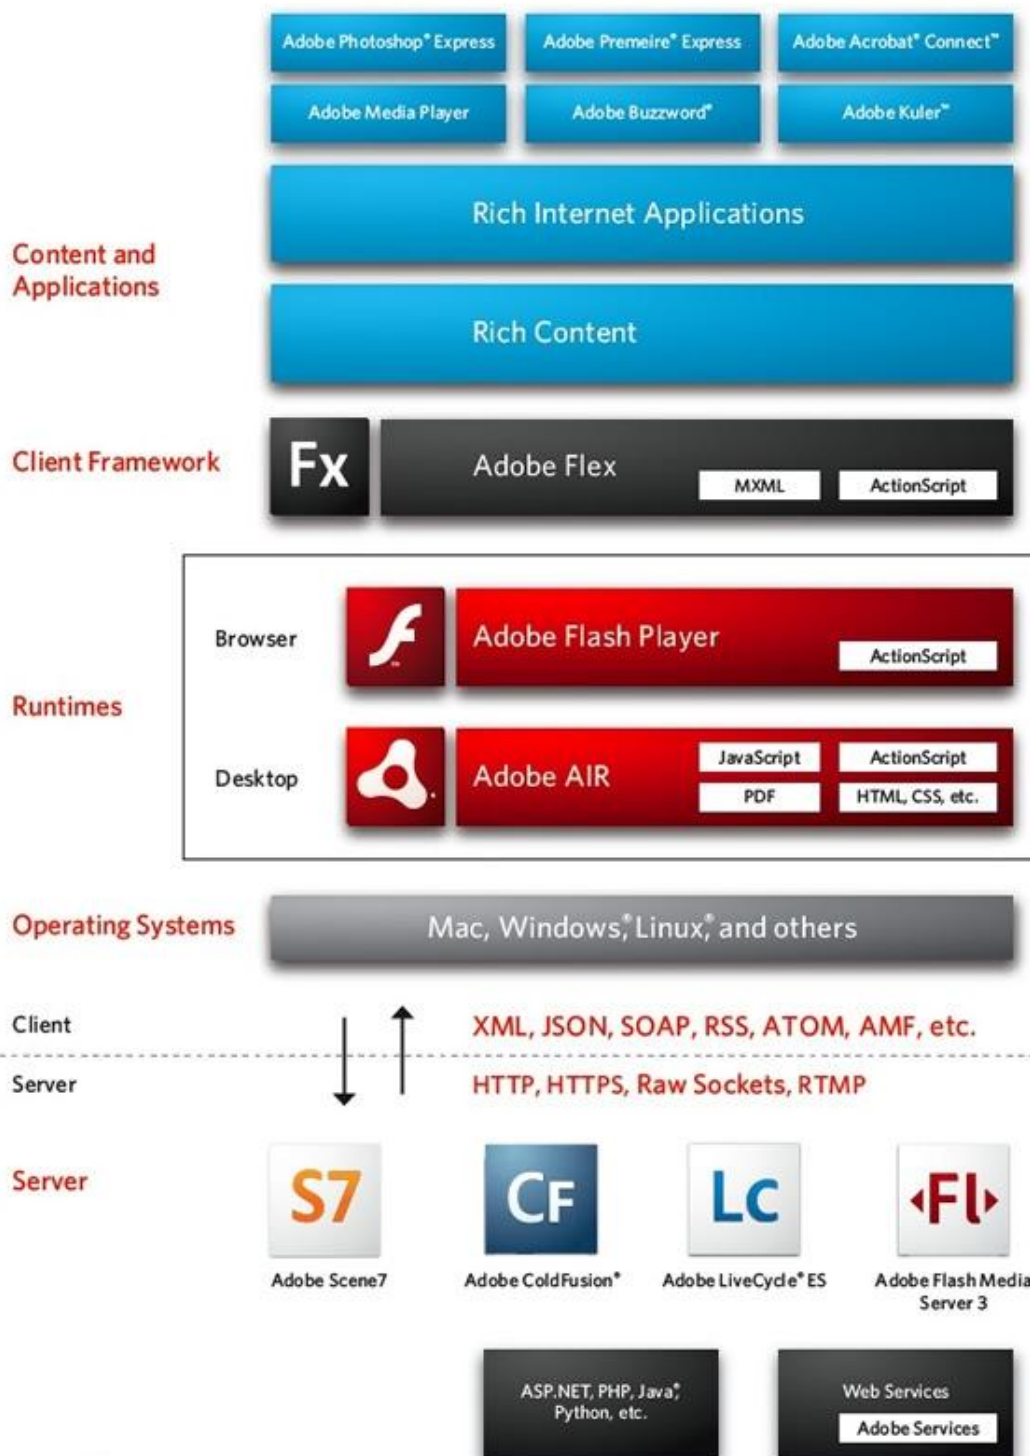 Adobe Photoshop® Express
Adobe Premeire® Express
Adobe Acrobat® Connect™
Adobe Media Player
Adobe Buzzword®
Adobe Kuler™
Rich Internet Applications
Content and
Applications
Rich Content
Client Framework
Fx
Adobe Flex
MXML
ActionScript
Runtimes
Browser
Adobe Flash Player
ActionScript
Desktop
Adobe AIR
JavaScript
ActionScript
PDF
HTML, CSS, etc.
Operating Systems
Mac, Windows®, Linux®, and others
Client
XML, JSON, SOAP, RSS, ATOM, AMF, etc.
Server
HTTP, HTTPS, Raw Sockets, RTMP
Server
S7
CF
LC
Fl
Adobe Scene7
Adobe ColdFusion®
Adobe LiveCycle® ES
Adobe Flash Media
Server 3
ASP.NET, PHP, Java®,
Python, etc.
Web Services
Adobe Services